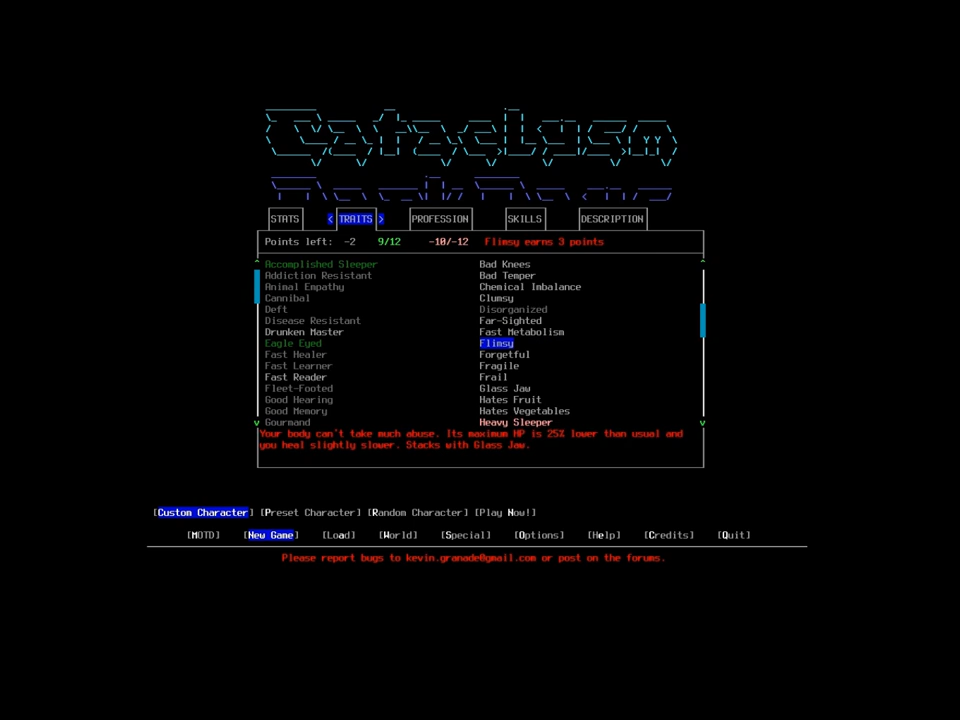 Cataclysm
STATS < TRAITS > PROFESSION SKILLS DESCRIPTION
Points left: -2 9/12 -10/-12 Flimsy earns 3 points
Accomplished Sleeper Bad Knees
Addiction Resistant Bad Temper
Animal Empathy Chemical Imbalance
Cannibal Clumsy
Deft Disorganized
Disease Resistant Far-Sighted
Drunken Master Fast Metabolism
Eagle Eyed Flimsy
Fast Healer Forgetful
Fast Learner Fragile
Fast Reader Frail
Fleet-Footed Glass Jaw
Good Hearing Hates Fruit
Good Memory Hates Vegetables
Gourmand Heavy Sleeper
Your body can't take much abuse. Its maximum HP is 25% lower than usual and
you heal slightly slower. Stacks with Glass Jaw.
[Custom Character] [Preset Character] [Random Character] [Play Now!]
[MOTD] [New Game] [Load] [World] [Special] [Options] [Help] [Credits] [Quit]
Please report bugs to kevin.granade@gmail.com or post on the forums.